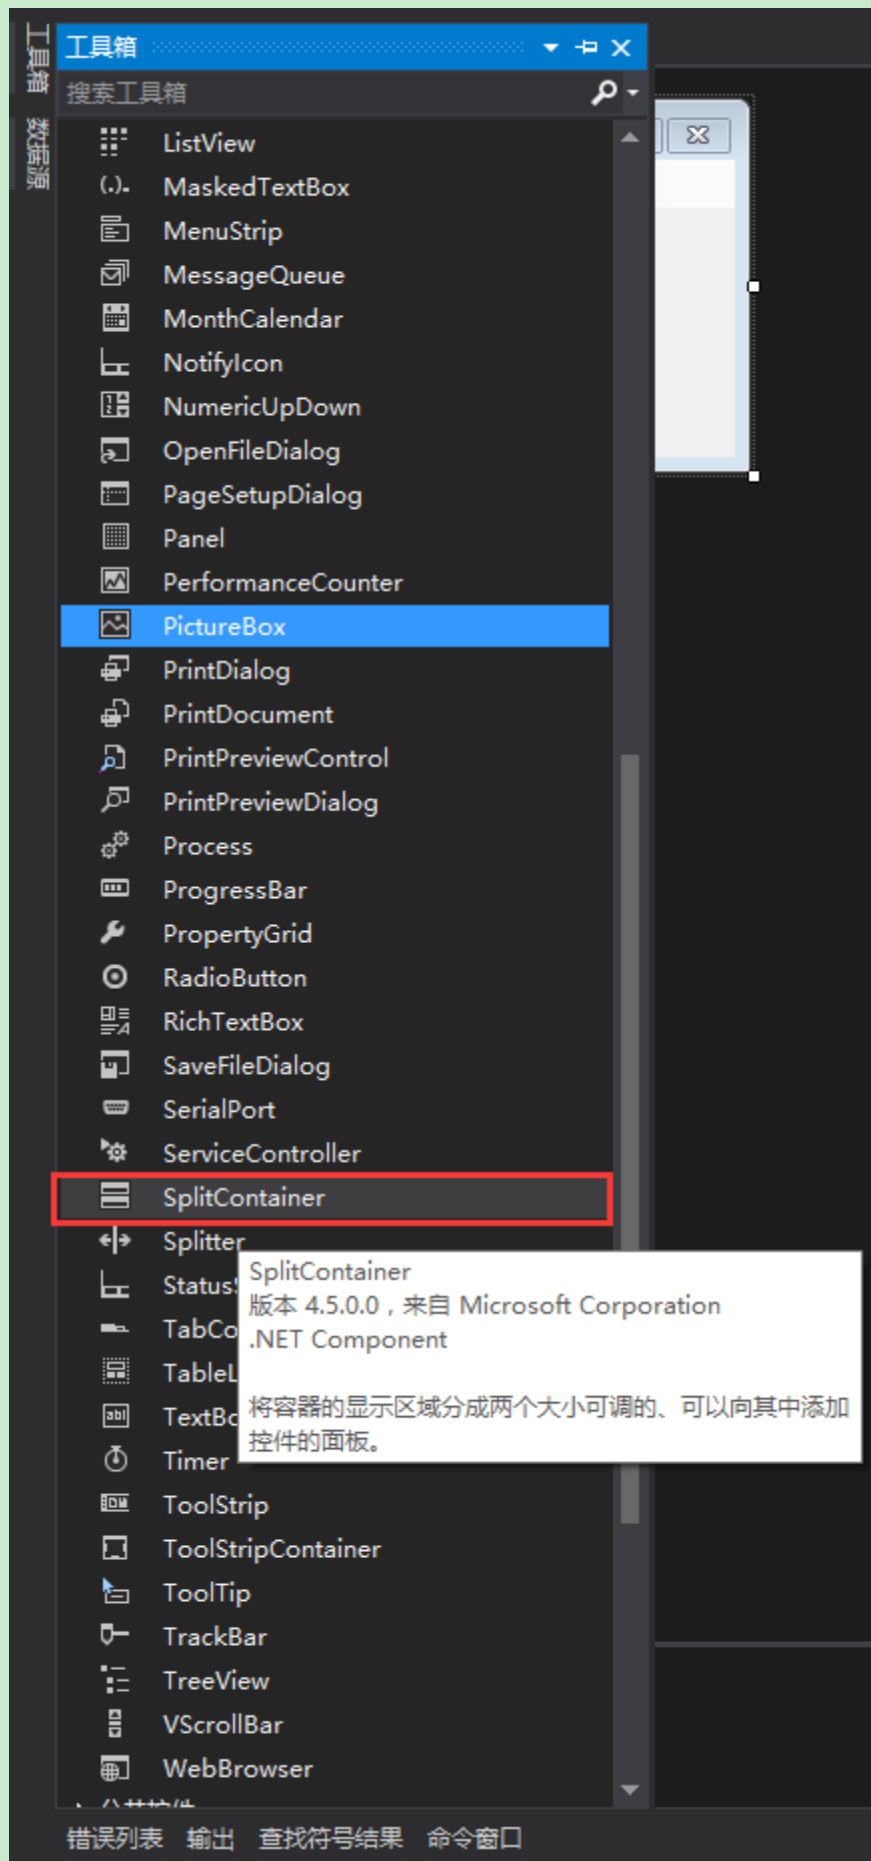 工具箱
数据源
工具箱
搜索工具箱
ListView
MaskedTextBox
MenuStrip
MessageQueue
MonthCalendar
NotifyIcon
NumericUpDown
OpenFileDialog
PageSetupDialog
Panel
PerformanceCounter
PictureBox
PrintDialog
PrintDocument
PrintPreviewControl
PrintPreviewDialog
Process
ProgressBar
PropertyGrid
RadioButton
RichTextBox
SaveFileDialog
SerialPort
ServiceController
SplitContainer
Splitter
SplitContainer
版本 4.5.0.0，来自 Microsoft Corporation
.NET Component
将容器的显示区域分成两个大小可调的、可以向其中添加
控件的面板。
Status
TabCo
TableL
TextBo
Timer
ToolStrip
ToolStripContainer
ToolTip
TrackBar
TreeView
VScrollBar
WebBrowser
错误列表 输出 查找符号结果 命令窗口